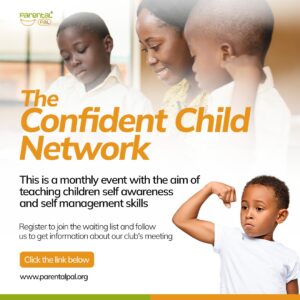 Parental
Pal
The
Confident Child
Network
This is a monthly event with the aim of
teaching children self awareness
and self management skills
Register to join the waiting list and follow
us to get information about our club's meeting
Click the link below
www.parentalpal.org